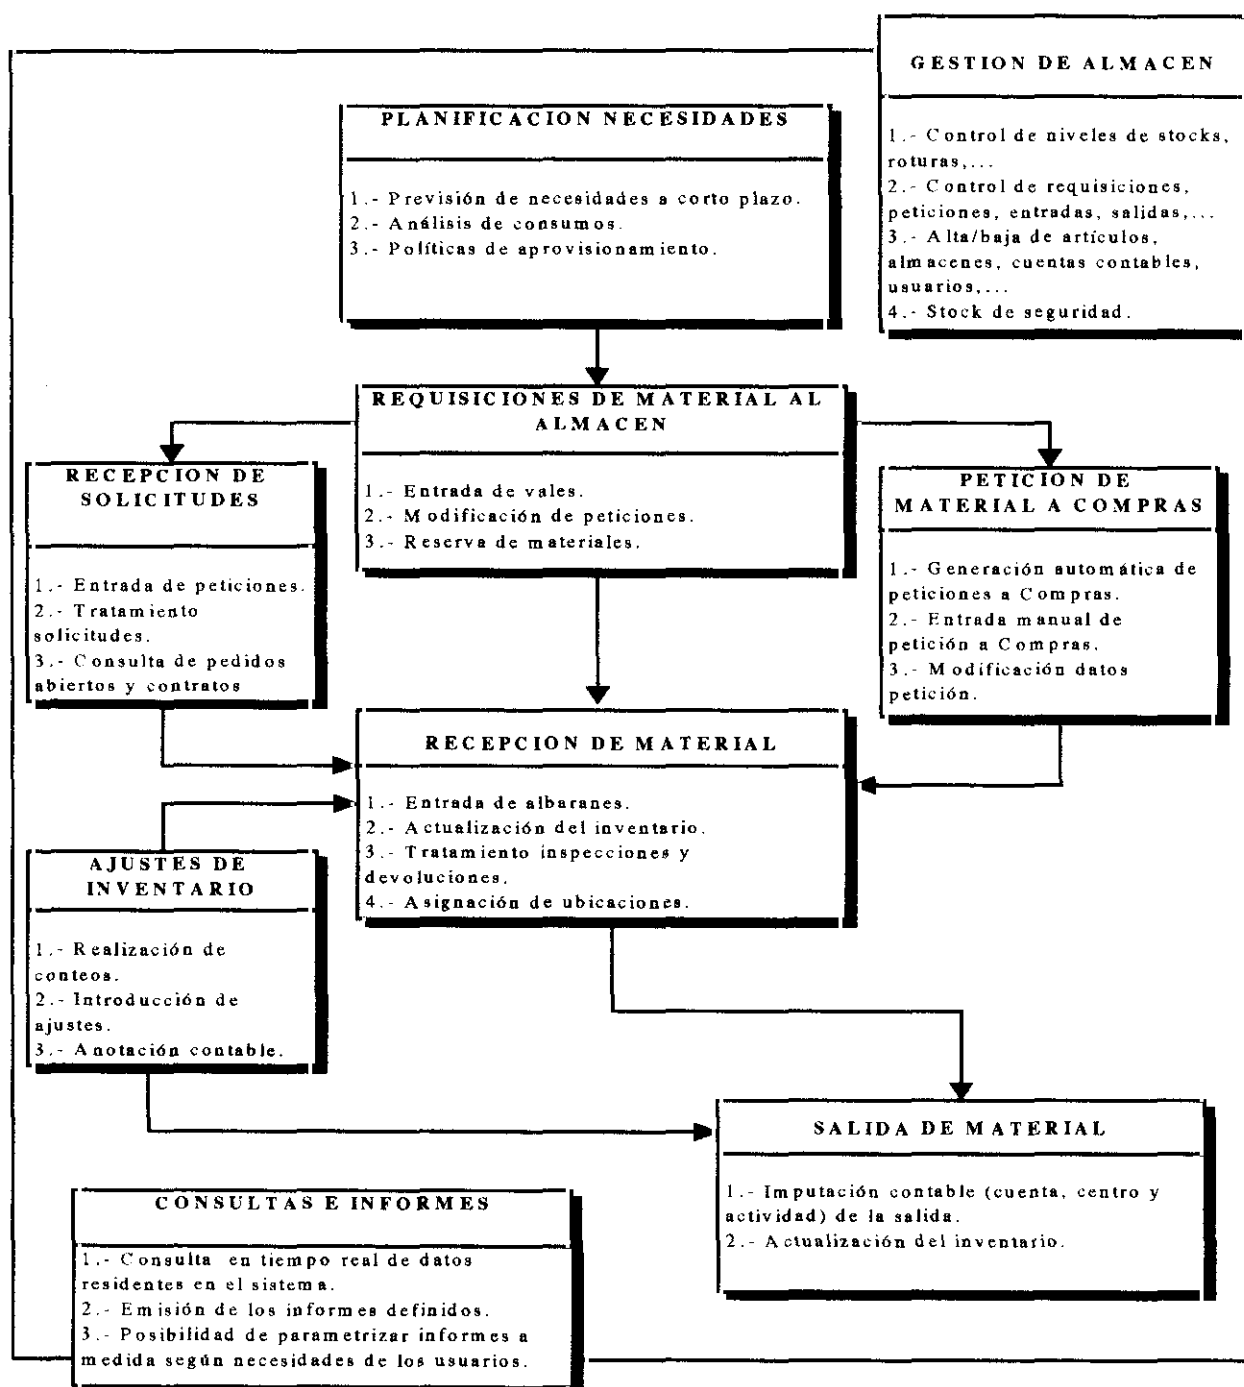 GESTION DE ALMACEN
1.- Control de niveles de stocks,
roturas,...
2.- Control de requisiciones,
peticiones, entradas, salidas,...
3.- Alta/baja de artículos,
almacenes, cuentas contables,
usuarios,...
4.- Stock de seguridad.
PLANIFICACION NECESIDADES
1.- Previsión de necesidades a corto plazo.
2.- Análisis de consumos.
3.- Políticas de aprovisionamiento.
REQUISICIONES DE MATERIAL AL
ALMACEN
1.- Entrada de vales.
2.- Modificación de peticiones.
3.- Reserva de materiales.
RECEPCION DE
SOLICITUDES
1.- Entrada de peticiones.
2.- Tratamiento
solicitudes.
3.- Consulta de pedidos
abiertos y contratos
PETICION DE
MATERIAL A COMPRAS
1.- Generación automática de
peticiones a Compras.
2.- Entrada manual de
petición a Compras.
3.- Modificación datos
petición.
RECEPCION DE MATERIAL
1.- Entrada de albaranes.
2.- Actualización del inventario.
3.- Tratamiento inspecciones y
devoluciones.
4.- Asignación de ubicaciones.
AJUSTES DE
INVENTARIO
1.- Realización de
conteos.
2.- Introducción de
ajustes.
3.- Anotación contable.
SALIDA DE MATERIAL
1.- Imputación contable (cuenta, centro y
actividad) de la salida.
2.- Actualización del inventario.
CONSULTAS E INFORMES
1.- Consulta en tiempo real de datos
residentes en el sistema.
2.- Emisión de los informes definidos.
3.- Posibilidad de parametrizar informes a
medida según necesidades de los usuarios.